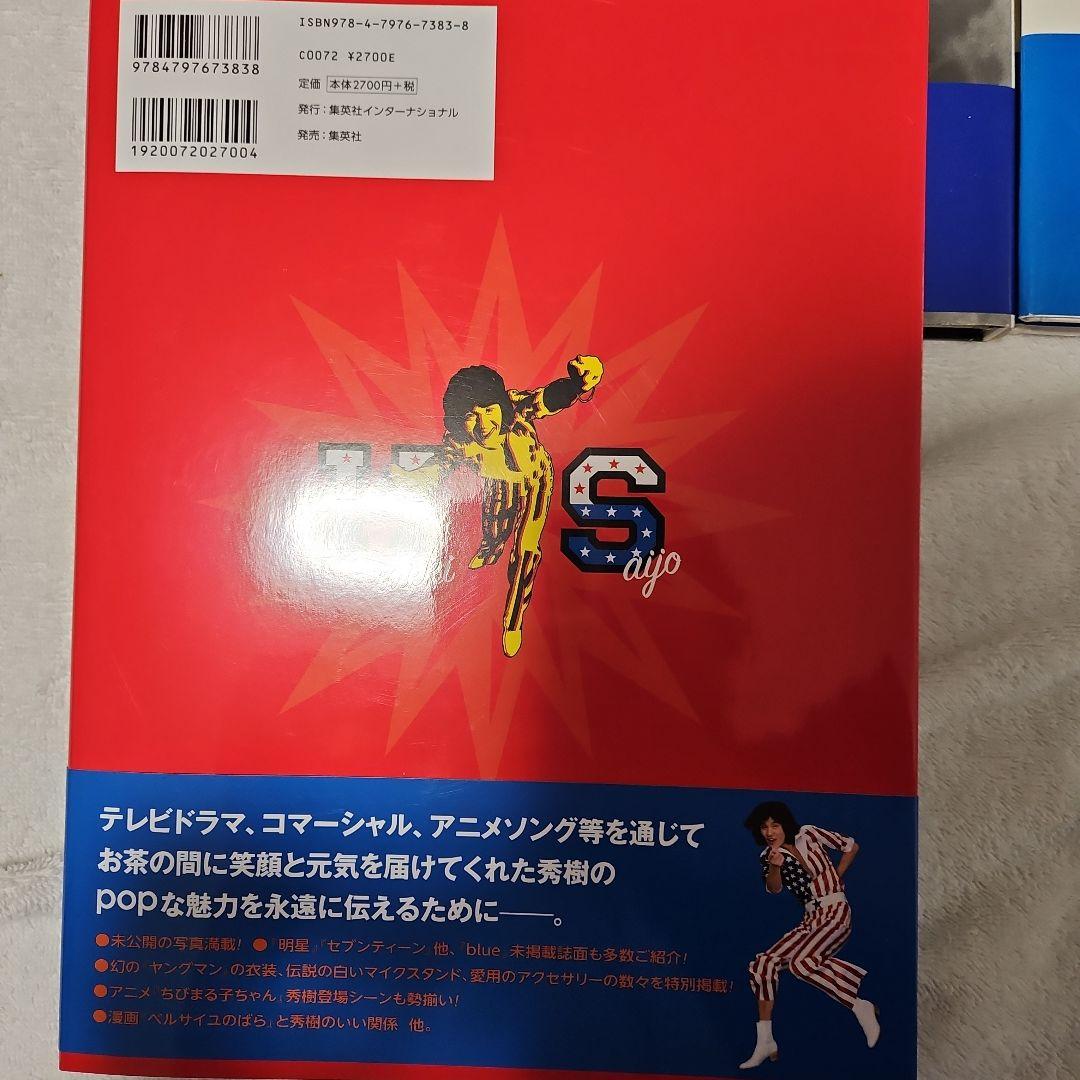 ISBN978-4-7976-7383-8
9784797673838
C0072 ¥2700E
定価 本体2700円+税
発行:集英社インターナショナル
発売:集英社
1920072027004
S
aijo
テレビドラマ、コマーシャル、アニメソング等を通じて
お茶の間に笑顔と元気を届けてくれた秀樹の
popな魅力を永遠に伝えるために——。
●未公開の写真満載! ●『明星』『セブンティーン』他、『blue』未掲載誌面も多数ご紹介!
●幻の“ヤングマン”の衣装、伝説の白いマイクスタンド、愛用のアクセサリーの数々を特別掲載!
●アニメ『ちびまる子ちゃん』秀樹登場シーンも勢揃い!
●漫画『ベルサイユのばら』と秀樹のいい関係 他。